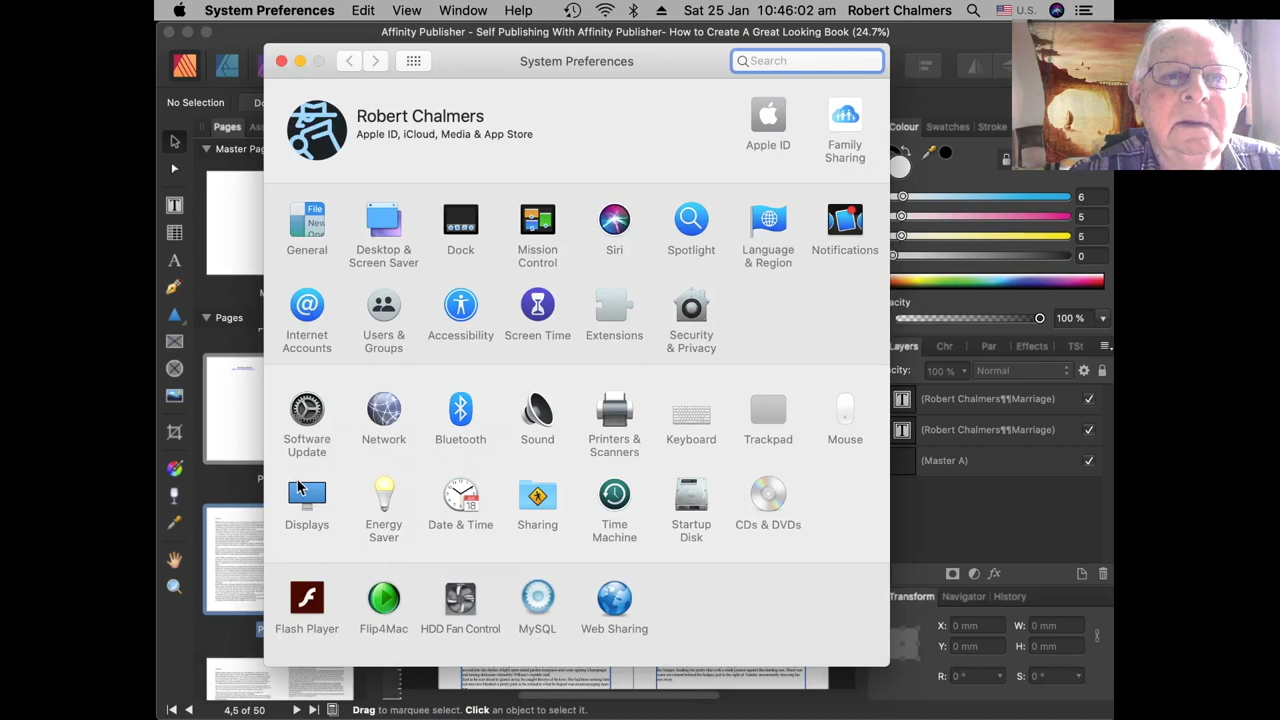 System Preferences Edit View Window Help Sat 25 Jan 10:46:02 am Robert Chalmers U.S.
Affinity Publisher - Self Publishing With Affinity Publisher- How to Create A Great Looking Book (24.7%)
System Preferences
Search
No Selection
Robert Chalmers
Apple ID, iCloud, Media & App Store
Apple ID
Family
Sharing
Pages
Master Pag
Pages
Colour Swatches Stroke
6
5
5
0
100 %
General
Desktop &
Screen Saver
Dock
Mission
Control
Siri
Spotlight
Language
& Region
Notifications
Internet
Accounts
Users &
Groups
Accessibility
Screen Time
Extensions
Security
& Privacy
Software
Update
Network
Bluetooth
Sound
Printers &
Scanners
Keyboard
Trackpad
Mouse
Displays
Energy
Saver
Date & Time
Sharing
Time
Machine
Startup
Disk
CDs & DVDs
Flash Player
Flip4Mac
HDD Fan Control
MySQL
Web Sharing
ayers Chr Par Effects TSt
acity: 100 % Normal
(Robert Chalmers¶¶Marriage)
(Robert Chalmers¶¶Marriage)
(Master A)
Transform Navigator History
X: 0 mm W: 0 mm
Y: 0 mm H: 0 mm
R: 0 ° S: 0 °
4,5 of 50 Drag to marquee select. Click an object to select it.